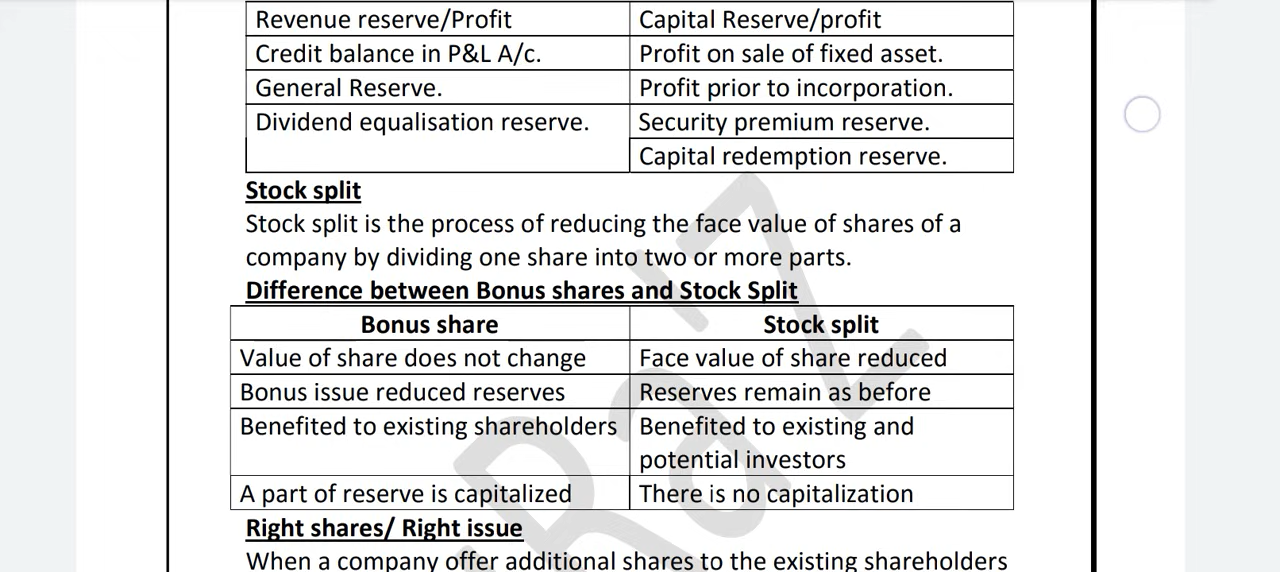 Revenue reserve/Profit Capital Reserve/profit
Credit balance in P&L A/c. Profit on sale of fixed asset.
General Reserve. Profit prior to incorporation.
Dividend equalisation reserve. Security premium reserve.
Capital redemption reserve.
Stock split
Stock split is the process of reducing the face value of shares of a
company by dividing one share into two or more parts.
Difference between Bonus shares and Stock Split
Bonus share Stock split
Value of share does not change Face value of share reduced
Bonus issue reduced reserves Reserves remain as before
Benefited to existing shareholders Benefited to existing and
potential investors
A part of reserve is capitalized There is no capitalization
Right shares/ Right issue
When a company offer additional shares to the existing shareholders